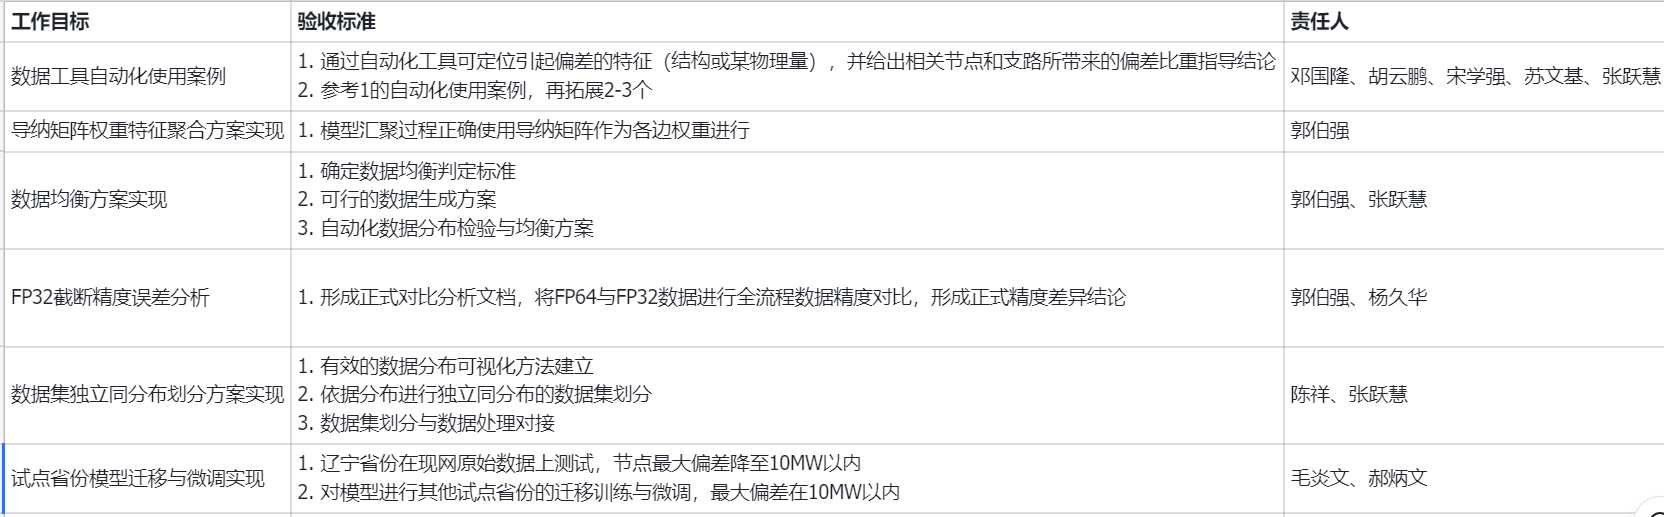 工作目标
验收标准
责任人
数据工具自动化使用案例
1. 通过自动化工具可定位引起偏差的特征（结构或某物理量），并给出相关节点和支路所带来的偏差比重指导结论
2. 参考1的自动化使用案例，再拓展2-3个
邓国隆、胡云鹏、宋学强、苏文基、张跃慧
导纳矩阵权重特征聚合方案实现
1. 模型汇聚过程正确使用导纳矩阵作为各边权重进行
郭伯强
数据均衡方案实现
1. 确定数据均衡判定标准
2. 可行的数据生成方案
3. 自动化数据分布检验与均衡方案
郭伯强、张跃慧
FP32截断精度误差分析
1. 形成正式对比分析文档，将FP64与FP32数据进行全流程数据精度对比，形成正式精度差异结论
郭伯强、杨久华
数据集独立同分布划分方案实现
1. 有效的数据分布可视化方法建立
2. 依据分布进行独立同分布的数据集划分
3. 数据集划分与数据处理对接
陈祥、张跃慧
试点省份模型迁移与微调实现
1. 辽宁省份在现网原始数据上测试，节点最大偏差降至10MW以内
2. 对模型进行其他试点省份的迁移训练与微调，最大偏差在10MW以内
毛炎文、郝炳文